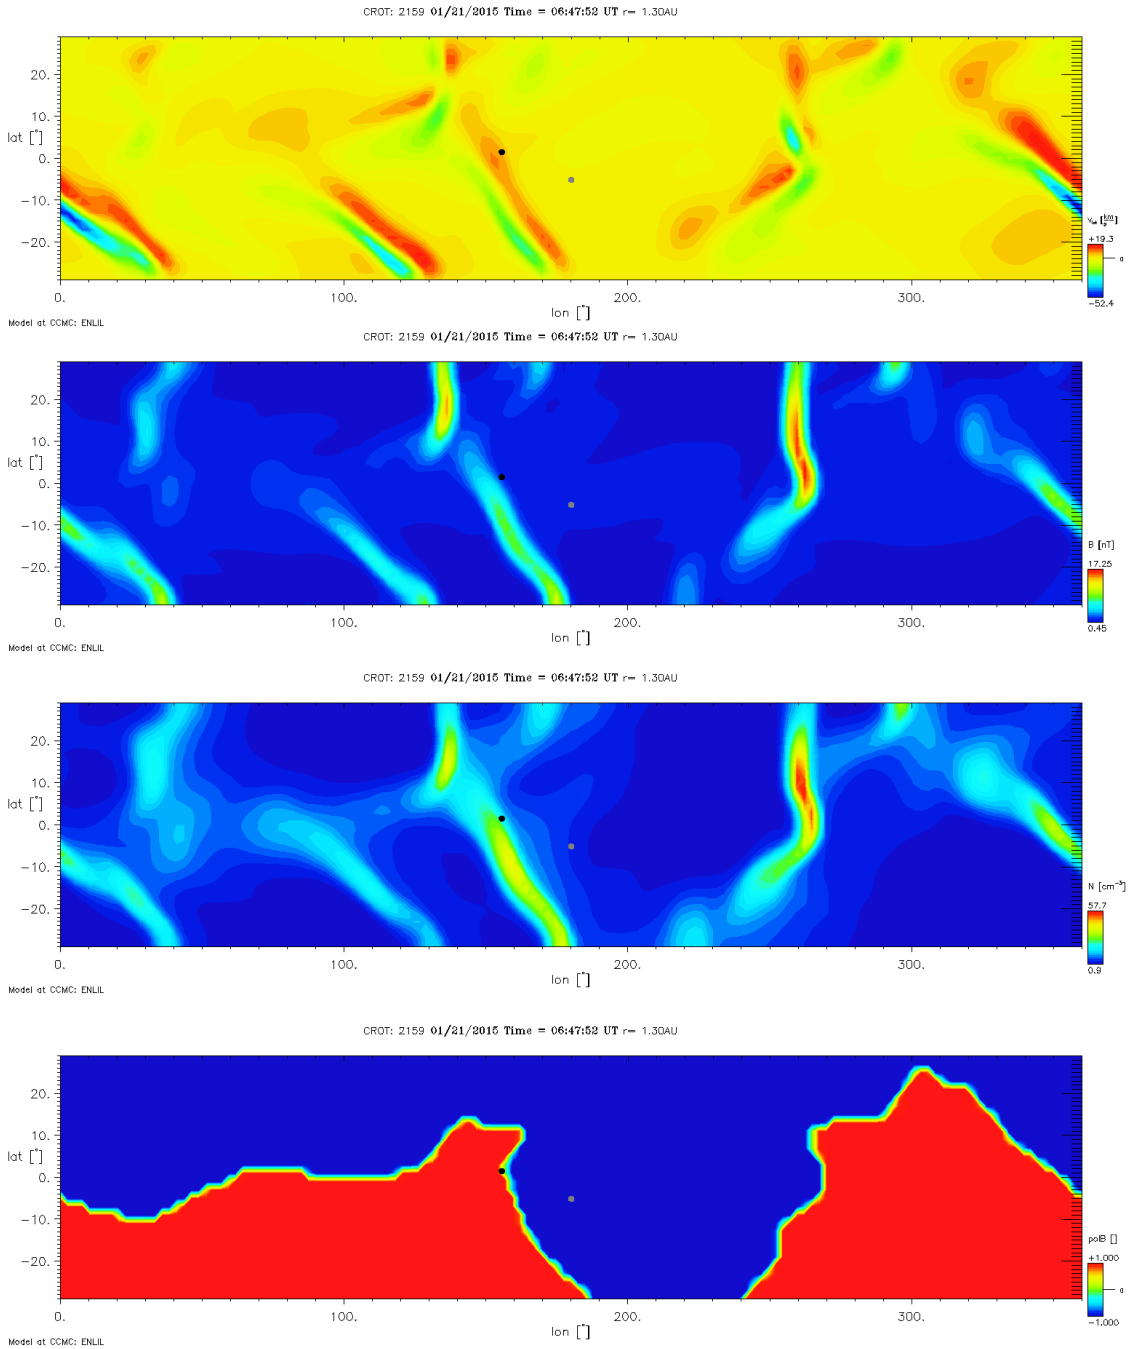 CROT: 2159 01/21/2015 Time = 06:47:52 UT r= 1.30AU
20.
10.
lat [°]
0.
−10.
−20.
0. 100. 200. 300.
lon [°]
km
+19.3
0
−52.4
Model at CCMC: ENLIL
CROT: 2159 01/21/2015 Time = 06:47:52 UT r= 1.30AU
20.
10.
lat [°]
0.
−10.
−20.
0. 100. 200. 300.
lon [°]
B [nT]
17.25
0.45
Model at CCMC: ENLIL
CROT: 2159 01/21/2015 Time = 06:47:52 UT r= 1.30AU
20.
10.
lat [°]
0.
−10.
−20.
0. 100. 200. 300.
lon [°]
N [cm⁻³]
57.7
0.9
Model at CCMC: ENLIL
CROT: 2159 01/21/2015 Time = 06:47:52 UT r= 1.30AU
20.
10.
lat [°]
0.
−10.
−20.
0. 100. 200. 300.
lon [°]
polB []
+1.000
0
−1.000
Model at CCMC: ENLIL